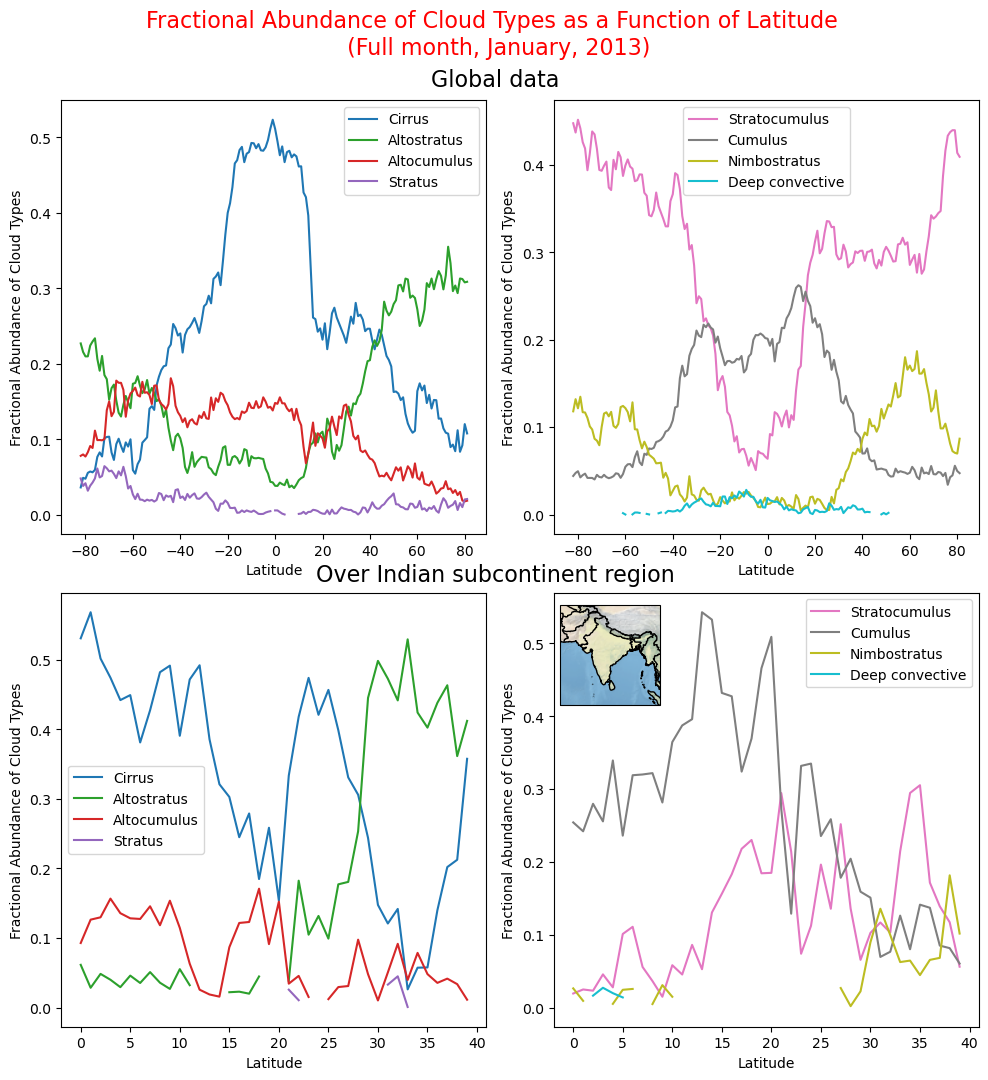 Fractional Abundance of Cloud Types as a Function of Latitude
(Full month, January, 2013)
Global data
Fractional Abundance of Cloud Types
0.5
0.4
0.3
0.2
0.1
0.0
−80 −60 −40 −20 0 20 40 60 80
Latitude
Cirrus
Altostratus
Altocumulus
Stratus
Fractional Abundance of Cloud Types
0.4
0.3
0.2
0.1
0.0
−80 −60 −40 −20 0 20 40 60 80
Latitude
Stratocumulus
Cumulus
Nimbostratus
Deep convective
Over Indian subcontinent region
Fractional Abundance of Cloud Types
0.5
0.4
0.3
0.2
0.1
0.0
0 5 10 15 20 25 30 35 40
Latitude
Cirrus
Altostratus
Altocumulus
Stratus
Fractional Abundance of Cloud Types
0.5
0.4
0.3
0.2
0.1
0.0
0 5 10 15 20 25 30 35 40
Latitude
Stratocumulus
Cumulus
Nimbostratus
Deep convective